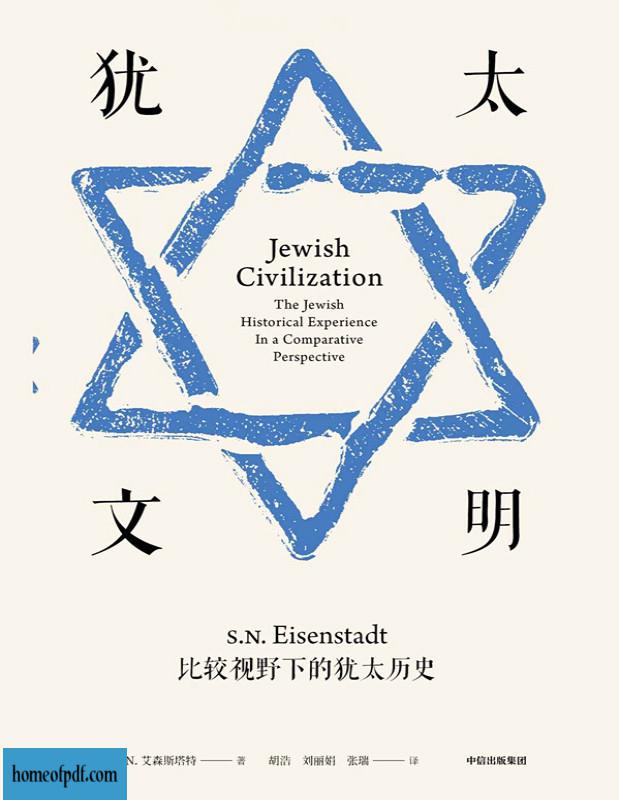 犹 太
Jewish
Civilization
The Jewish
Historical Experience
In a Comparative
Perspective
文 明
S.N. Eisenstadt
比较视野下的犹太历史
N. 艾森斯塔特 —— 著 胡浩 刘丽娟 张瑞 —— 译 中信出版集团
homeofpdf.com